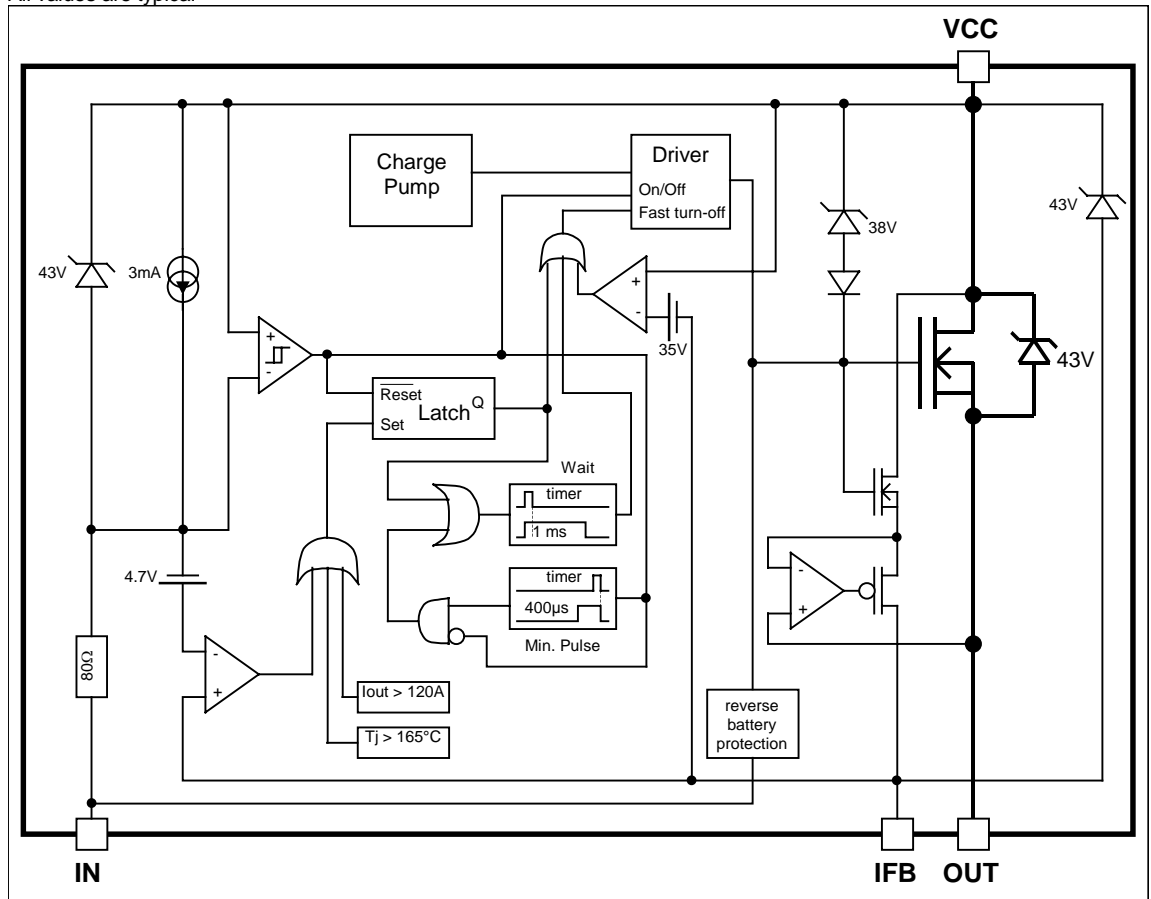 All values are typical
VCC
Charge
Pump
Driver
On/Off
Fast turn-off
43V
3mA
38V
43V
+
-
35V
+
-
43V
Reset
Latch Q
Set
Wait
timer
1 ms
4.7V
timer
400µs
Min. Pulse
-
+
80Ω
-
+
Iout > 120A
Tj > 165°C
reverse
battery
protection
IN
IFB
OUT